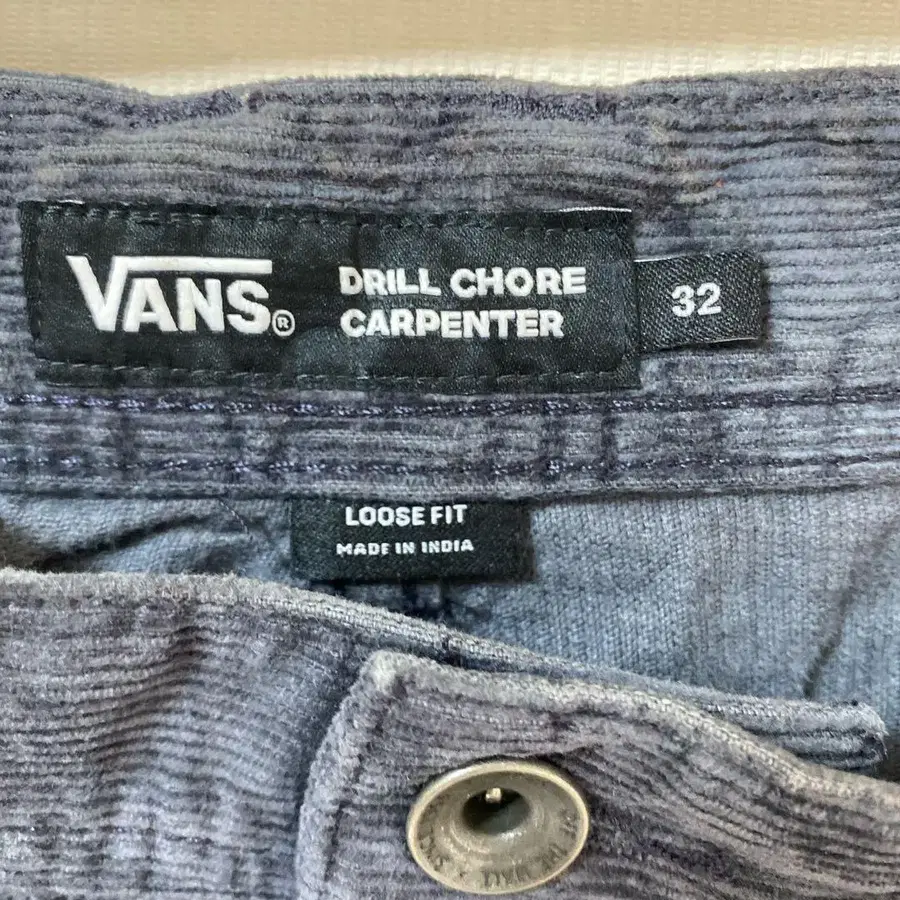 VANS®
DRILL CHORE
CARPENTER
32
LOOSE FIT
MADE IN INDIA